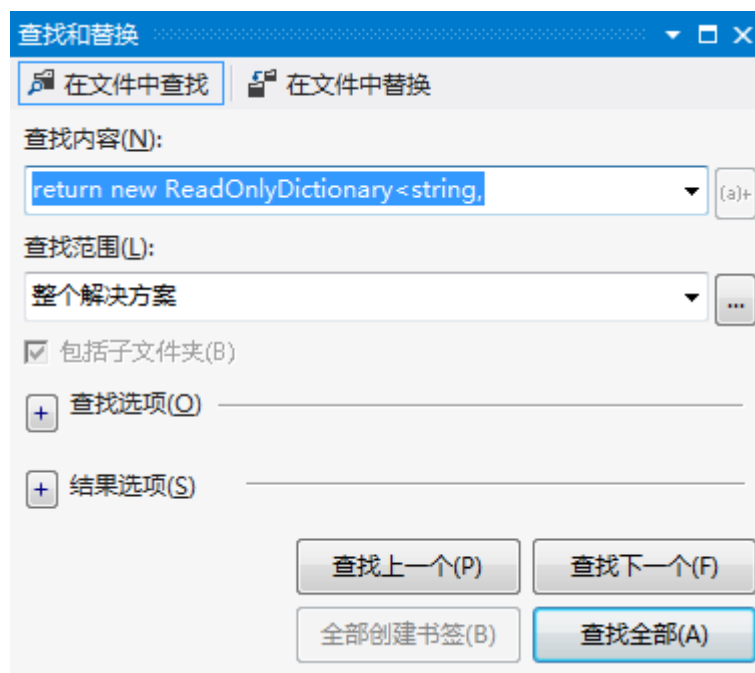 查找和替换
在文件中查找 在文件中替换
查找内容(N):
return new ReadOnlyDictionary<string,
(a)+
查找范围(L):
整个解决方案
...
包括子文件夹(B)
+ 查找选项(O)
+ 结果选项(S)
查找上一个(P) 查找下一个(F)
全部创建书签(B) 查找全部(A)